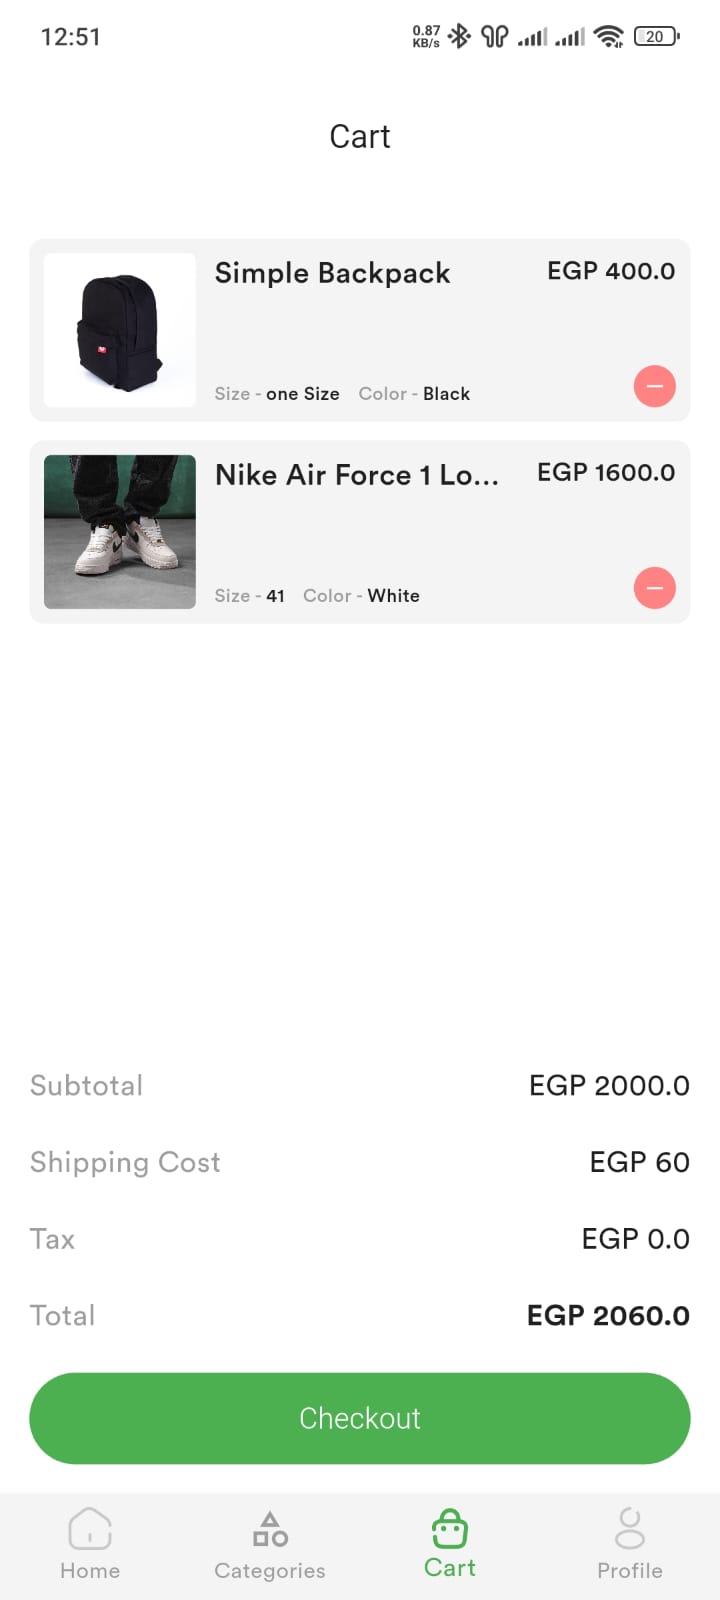 12:51
0.87
KB/s
20
Cart
Simple Backpack
EGP 400.0
Size - one Size Color - Black
Nike Air Force 1 Lo...
EGP 1600.0
Size - 41 Color - White
Subtotal
EGP 2000.0
Shipping Cost
EGP 60
Tax
EGP 0.0
Total
EGP 2060.0
Checkout
Home
Categories
Cart
Profile